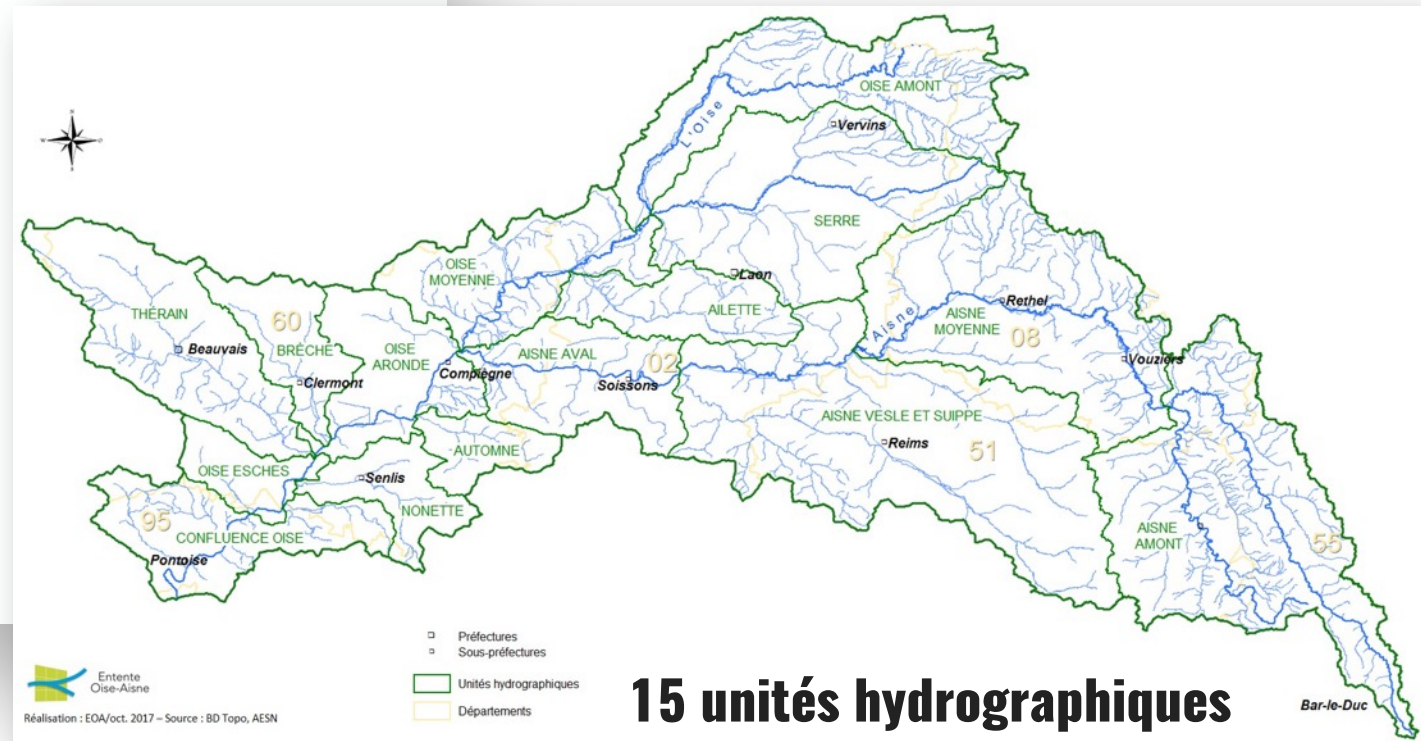 OISE AMONT
L'Oise
Vervins
SERRE
OISE
MOYENNE
Laon
AILETTE
Rethel
AISNE
MOYENNE
Aisne
08
THÉRAIN
60
Beauvais
BRÈCHE
OISE
ARONDE
Clermont
Compiègne
AISNE AVAL
02
Soissons
Vouziers
AISNE VESLE ET SUIPPE
Reims
51
AUTOMNE
OISE ESCHES
Senlis
NONETTE
95
CONFLUENCE OISE
Pontoise
AISNE
AMONT
55
Préfectures
Sous-préfectures
Unités hydrographiques
Départements
Entente
Oise-Aisne
Réalisation : EOA/oct. 2017 – Source : BD Topo, AESN
15 unités hydrographiques
Bar-le-Duc